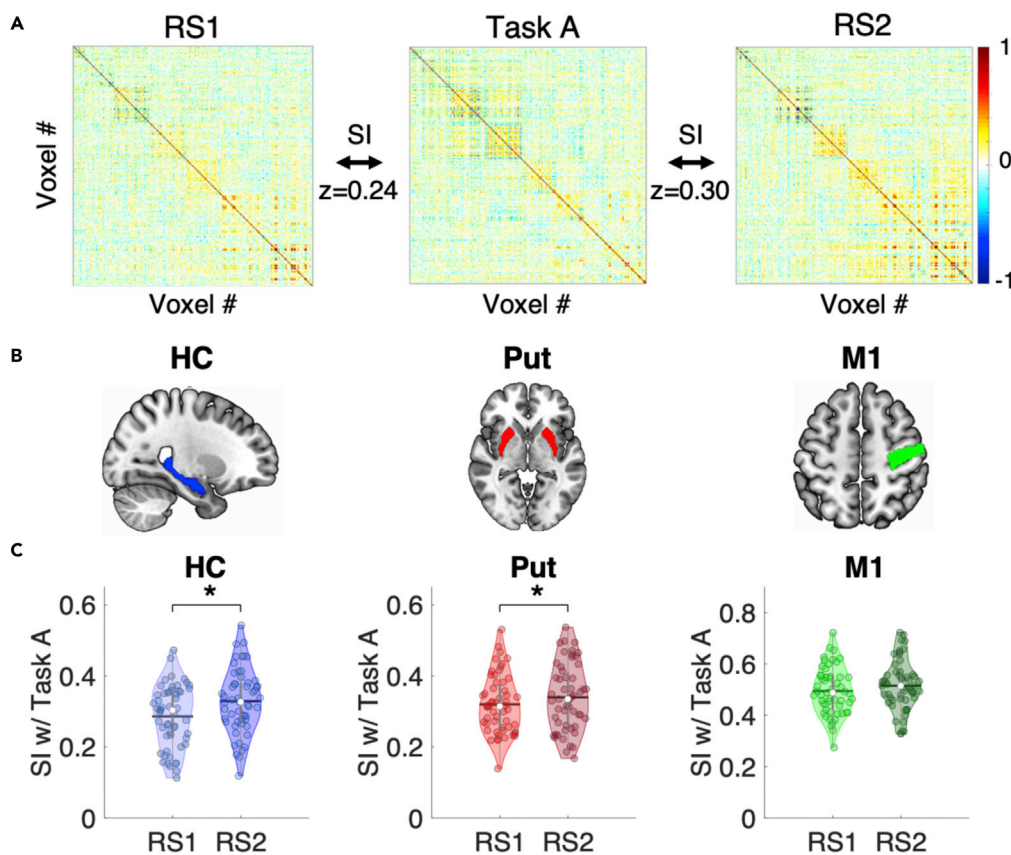 A
RS1 Task A RS2
Voxel #
SI
z=0.24
SI
z=0.30
1
0
-1
Voxel # Voxel # Voxel #
B
HC Put M1
C
HC Put M1
SI w/ Task A
0.6
0.4
0.2
0
*
RS1 RS2
SI w/ Task A
0.6
0.4
0.2
0
*
RS1 RS2
SI w/ Task A
0.8
0.6
0.4
0.2
0
RS1 RS2